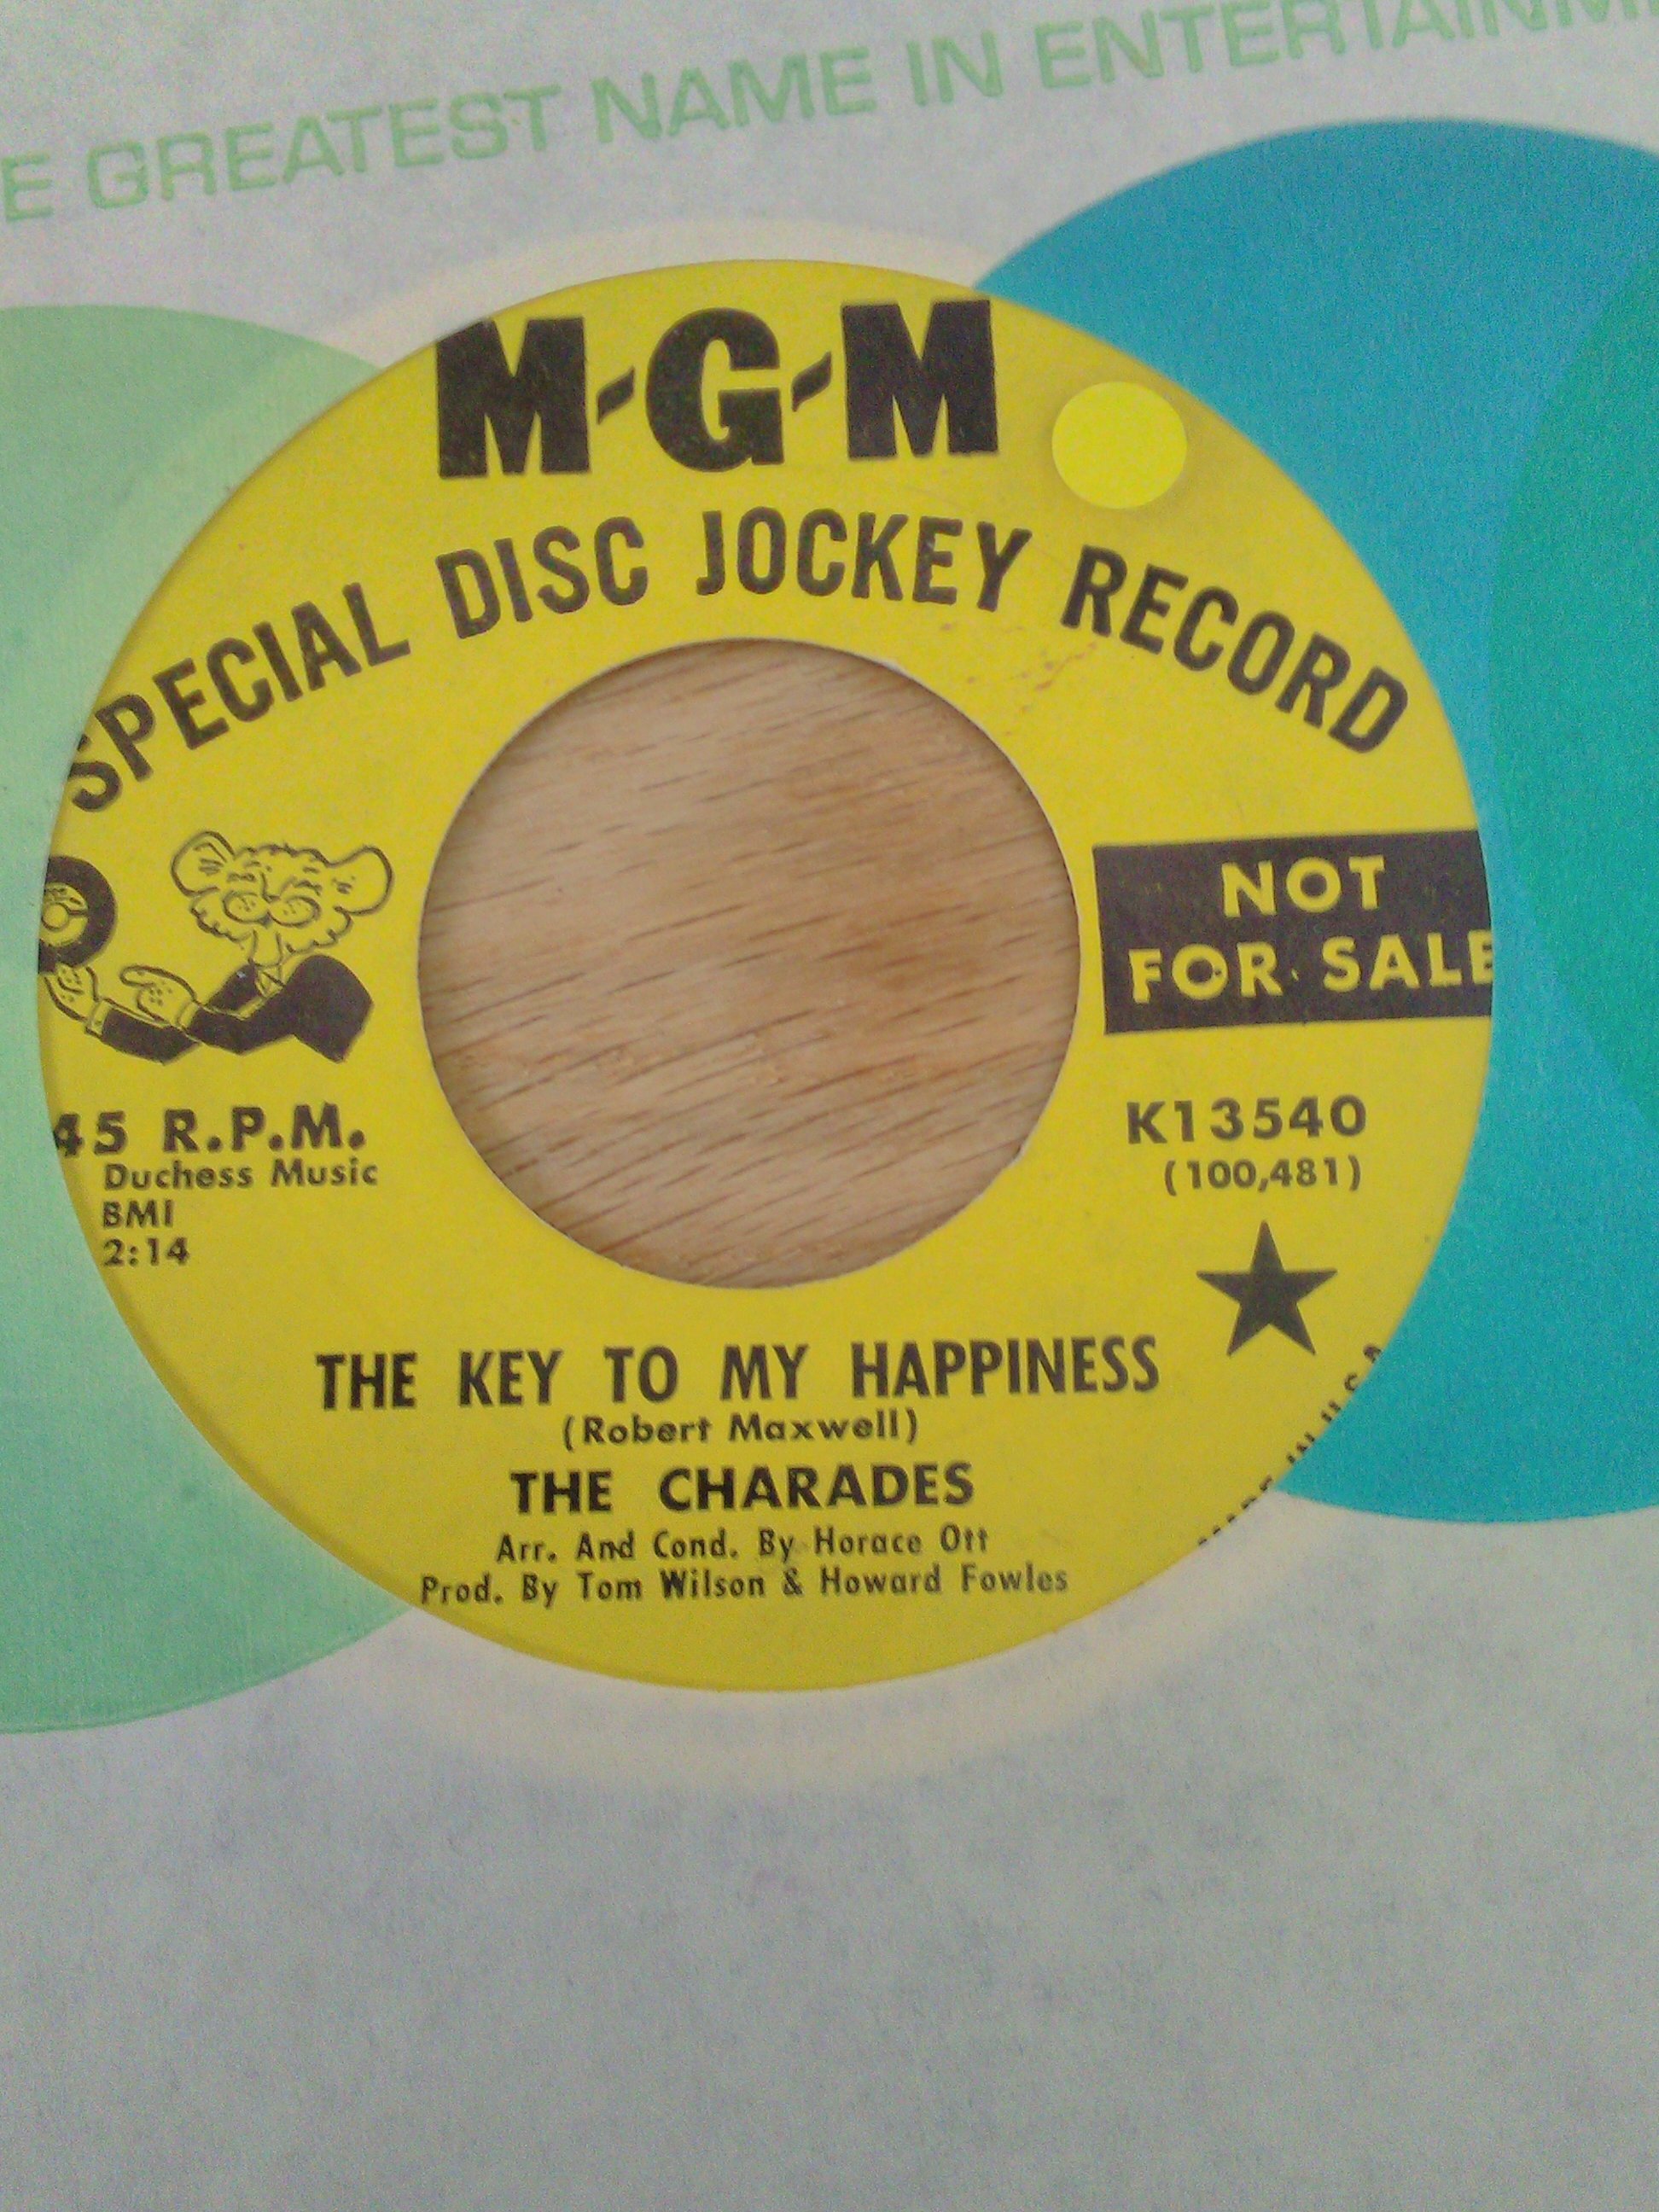 E GREATEST NAME IN ENTERTAINM
M-G-M
SPECIAL DISC JOCKEY RECORD
NOT
FOR SALE
45 R.P.M.
Duchess Music
BMI
2:14
K13540
(100,481)
THE KEY TO MY HAPPINESS
(Robert Maxwell)
THE CHARADES
Arr. And Cond. By Horace Ott
Prod. By Tom Wilson & Howard Fowles
IN U.S.A